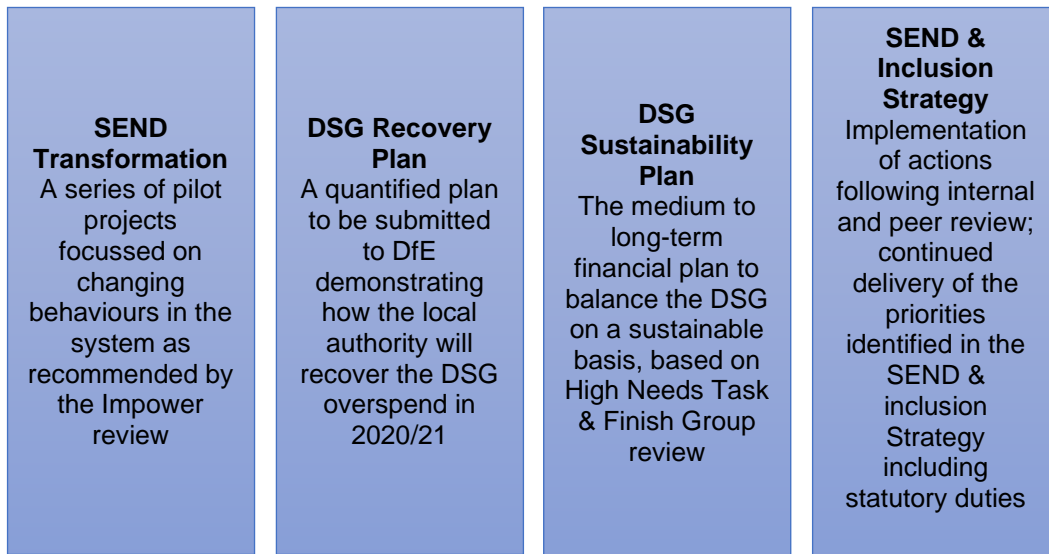 SEND
Transformation
A series of pilot
projects
focussed on
changing
behaviours in the
system as
recommended by
the Impower
review
DSG Recovery
Plan
A quantified plan
to be submitted
to DfE
demonstrating
how the local
authority will
recover the DSG
overspend in
2020/21
DSG
Sustainability
Plan
The medium to
long-term
financial plan to
balance the DSG
on a sustainable
basis, based on
High Needs Task
& Finish Group
review
SEND &
Inclusion
Strategy
Implementation
of actions
following internal
and peer review;
continued
delivery of the
priorities
identified in the
SEND &
inclusion
Strategy
including
statutory duties